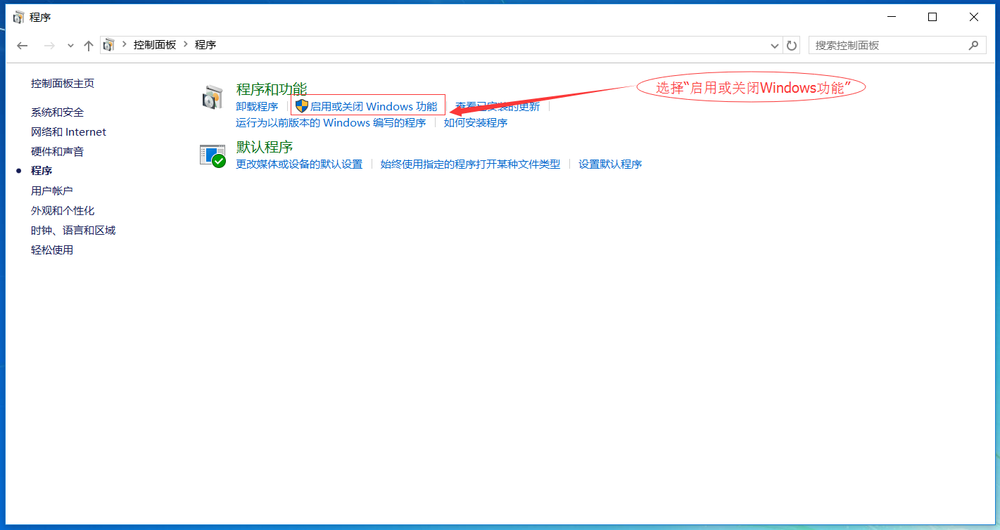 程序
控制面板 程序
搜索控制面板
控制面板主页
系统和安全
网络和 Internet
硬件和声音
程序
用户帐户
外观和个性化
时钟、语言和区域
轻松使用
程序和功能
卸载程序 启用或关闭 Windows 功能 查看已安装的更新
运行为以前版本的 Windows 编写的程序 如何安装程序
默认程序
更改媒体或设备的默认设置 始终使用指定的程序打开某种文件类型 设置默认程序
选择“启用或关闭Windows功能”